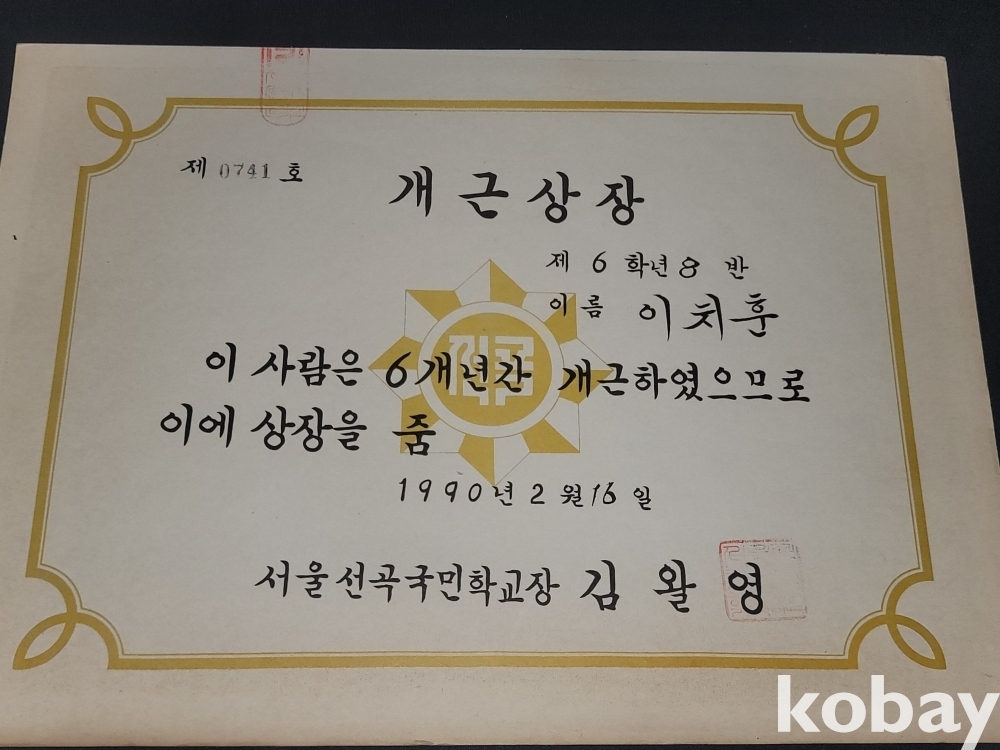 제 0741 호
개근상장
제 6 학년 8 반
이름 이치훈
이 사람은 6개년간 개근하였으므로
이에 상장을 줌
1990년 2월 16일
서울선곡국민학교장 김왈영
kobay